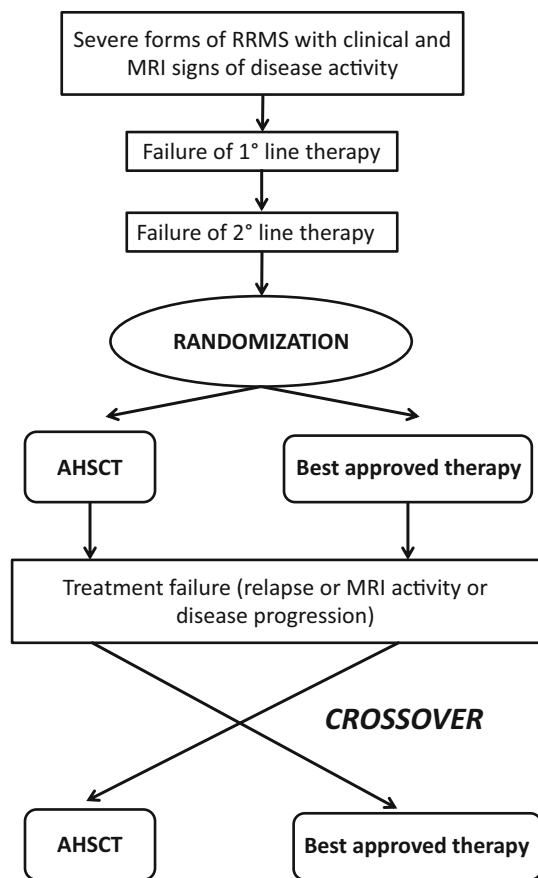 Severe forms of RRMS with clinical and
MRI signs of disease activity
Failure of 1° line therapy
Failure of 2° line therapy
RANDOMIZATION
AHSCT
Best approved therapy
Treatment failure (relapse or MRI activity or
disease progression)
CROSSOVER
AHSCT
Best approved therapy